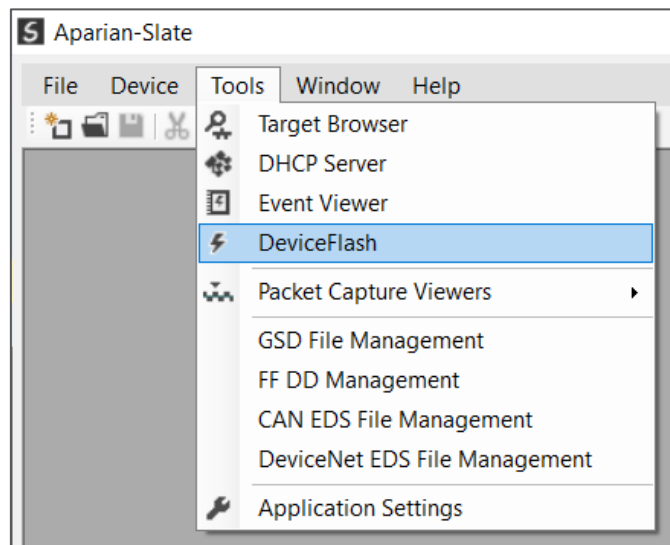 Aparian-Slate
File Device Tools Window Help
Target Browser
DHCP Server
Event Viewer
DeviceFlash
Packet Capture Viewers
GSD File Management
FF DD Management
CAN EDS File Management
DeviceNet EDS File Management
Application Settings